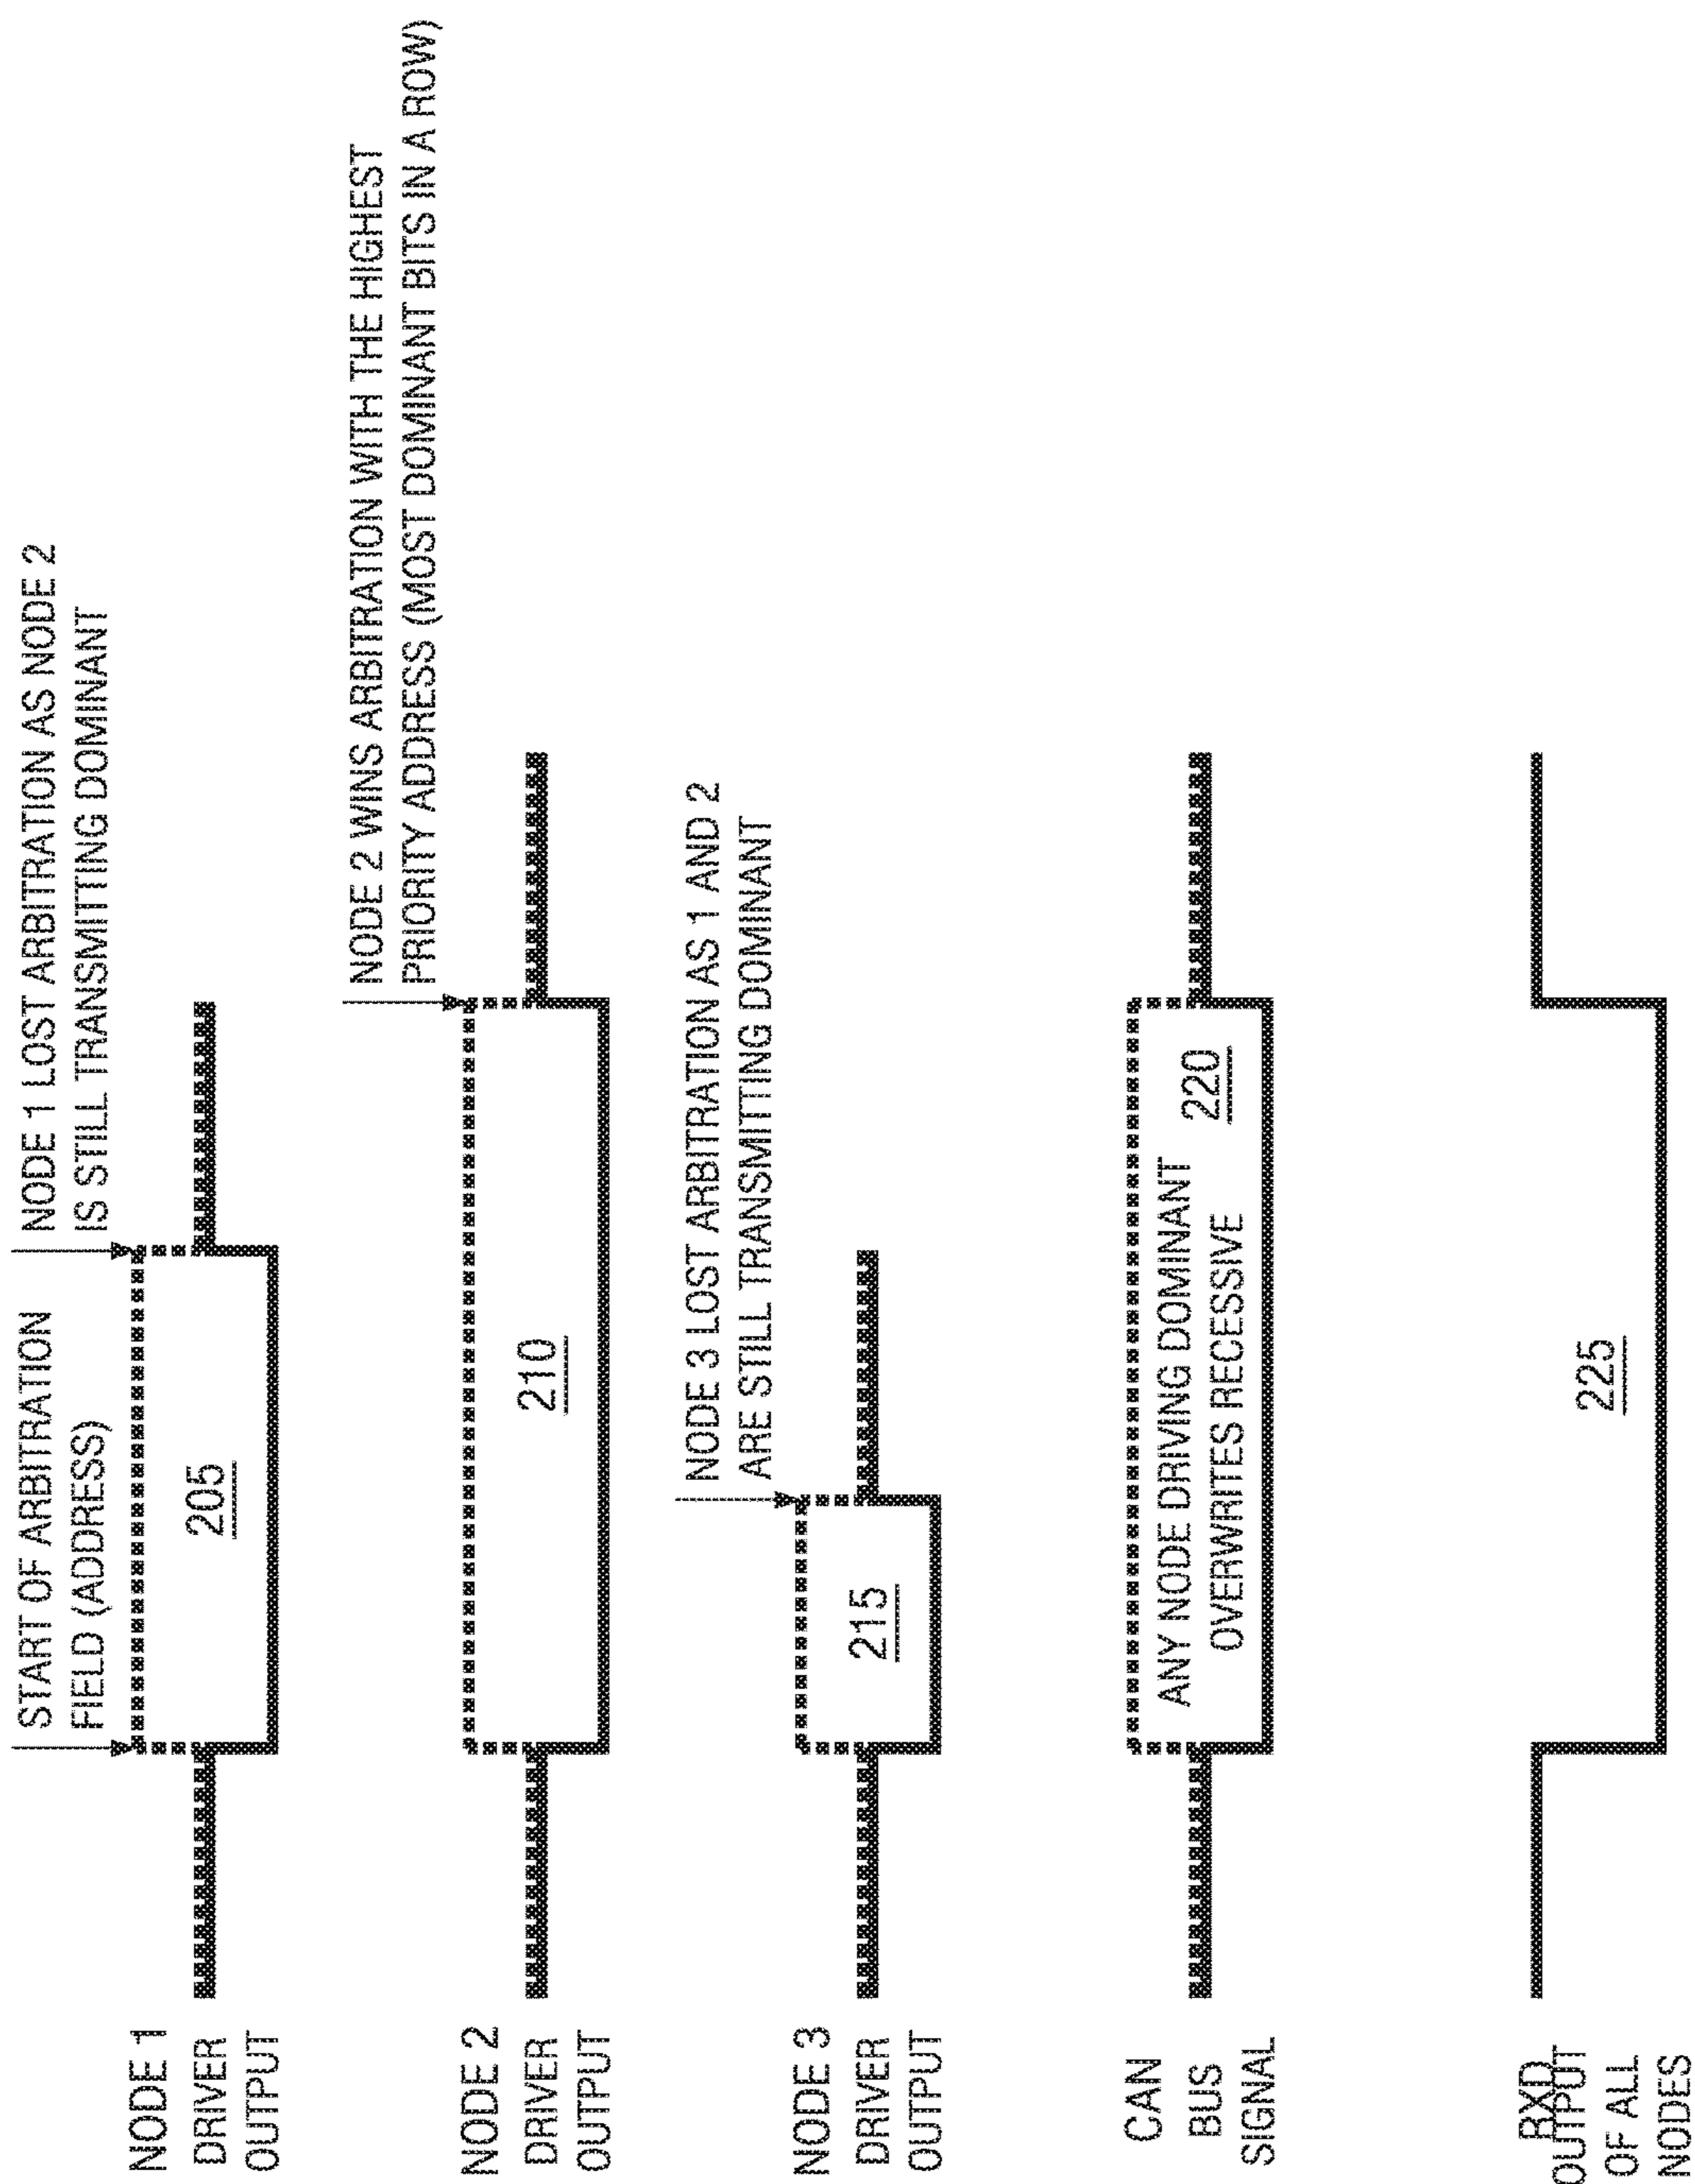 START OF ARBITRATION
FIELD (ADDRESS)
NODE 1 LOST ARBITRATION AS NODE 2
IS STILL TRANSMITTING DOMINANT
NODE 1
DRIVER
OUTPUT
205
NODE 2 WINS ARBITRATION WITH THE HIGHEST
PRIORITY ADDRESS (MOST DOMINANT BITS IN A ROW)
NODE 2
DRIVER
OUTPUT
210
NODE 3 LOST ARBITRATION AS 1 AND 2
ARE STILL TRANSMITTING DOMINANT
NODE 3
DRIVER
OUTPUT
215
CAN
BUS
SIGNAL
ANY NODE DRIVING DOMINANT
OVERWRITES RECESSIVE
220
RXD
OUTPUT
OF ALL
NODES
225